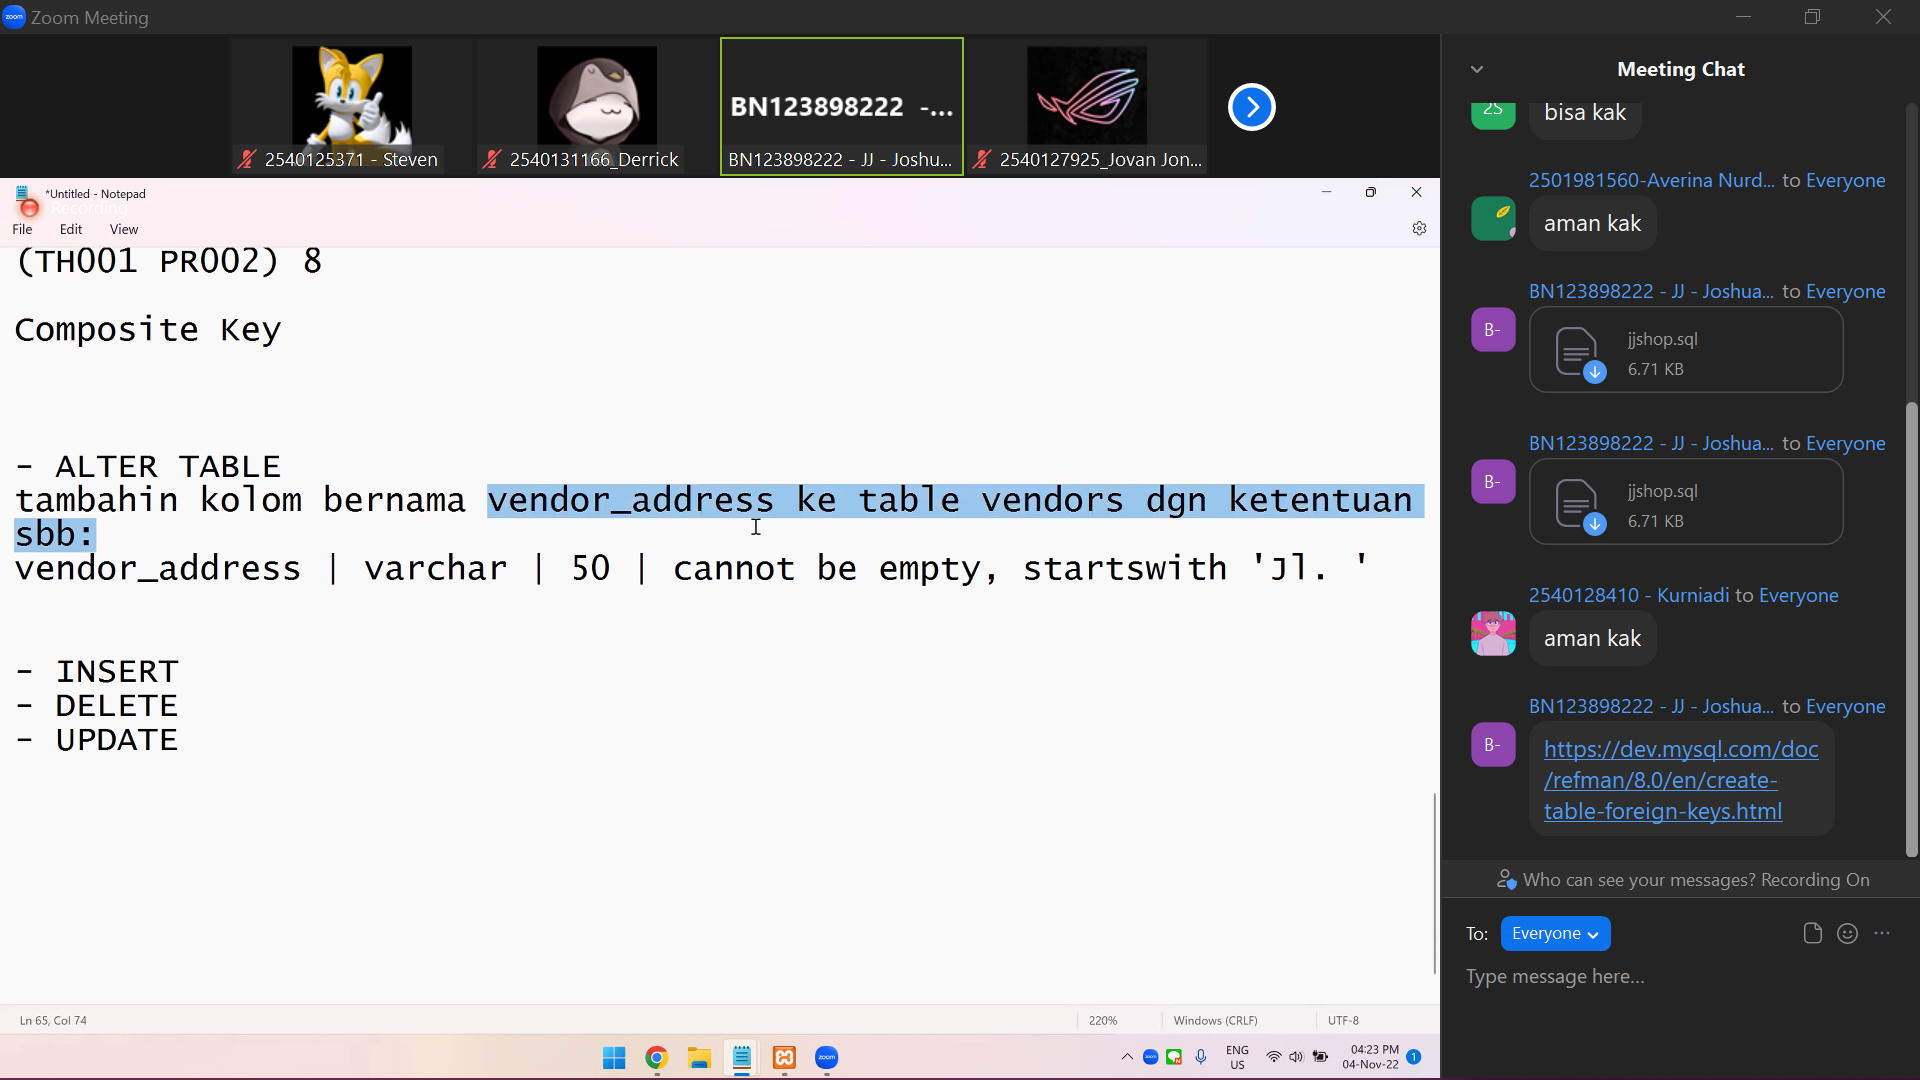 zoom Zoom Meeting
BN123898222 -...
2540125371 - Steven
2540131166_Derrick
BN123898222 - JJ - Joshu...
2540127925_Jovan Jon...
*Untitled - Notepad
Recording
File Edit View
(TH001 PR002) 8
Composite Key
- ALTER TABLE
tambahin kolom bernama vendor_address ke table vendors dgn ketentuan
sbb:
vendor_address | varchar | 50 | cannot be empty, startswith 'Jl. '
- INSERT
- DELETE
- UPDATE
Ln 65, Col 74
220%
Windows (CRLF)
UTF-8
zoom
zoom
ENG
US
04:23 PM
04-Nov-22
1
Meeting Chat
2S
bisa kak
2501981560-Averina Nurd... to Everyone
aman kak
BN123898222 - JJ - Joshua... to Everyone
B-
jjshop.sql
6.71 KB
BN123898222 - JJ - Joshua... to Everyone
B-
jjshop.sql
6.71 KB
2540128410 - Kurniadi to Everyone
aman kak
BN123898222 - JJ - Joshua... to Everyone
B-
https://dev.mysql.com/doc
/refman/8.0/en/create-
table-foreign-keys.html
Who can see your messages? Recording On
To: Everyone
Type message here...